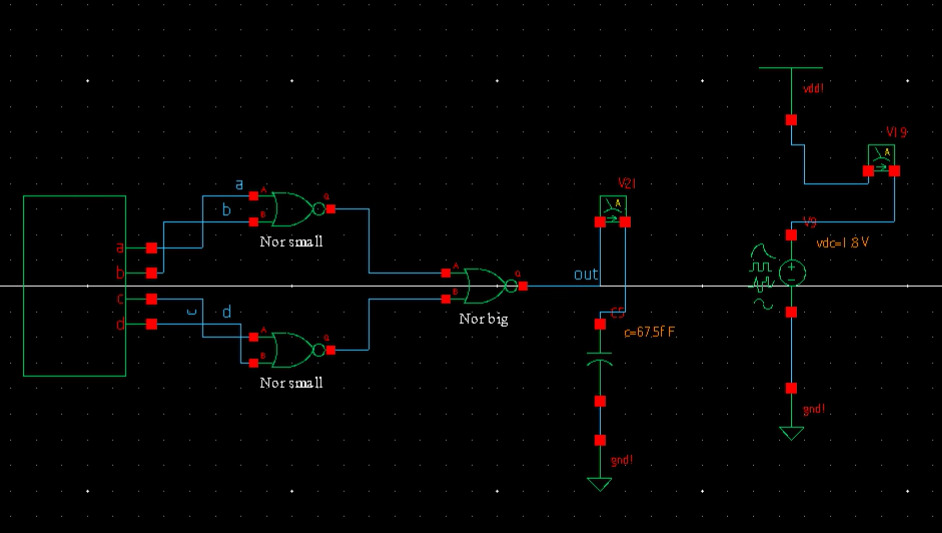 vdd!
V19
A
V21
A
a
A
Q
b
B
Nor small
a
b
c
d
out
A
Q
B
Nor big
V9
vdc=1.8 V
+
-
c
d
A
Q
B
Nor small
C5
c=67.5f F
gnd!
gnd!